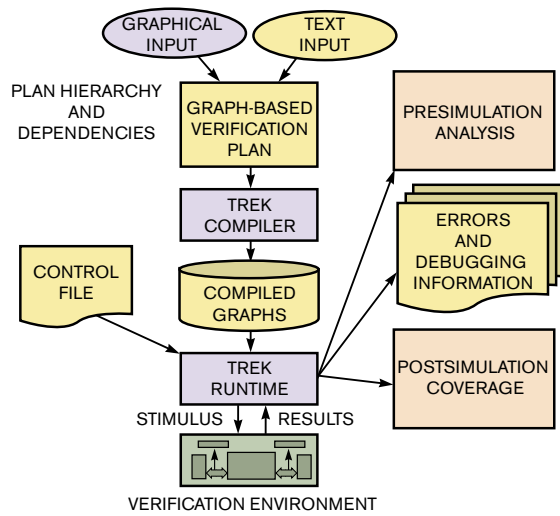 GRAPHICAL
INPUT
TEXT
INPUT
PLAN HIERARCHY
AND
DEPENDENCIES
GRAPH-BASED
VERIFICATION
PLAN
PRESIMULATION
ANALYSIS
TREK
COMPILER
ERRORS
AND
DEBUGGING
INFORMATION
CONTROL
FILE
COMPILED
GRAPHS
TREK
RUNTIME
POSTSIMULATION
COVERAGE
STIMULUS
RESULTS
VERIFICATION ENVIRONMENT